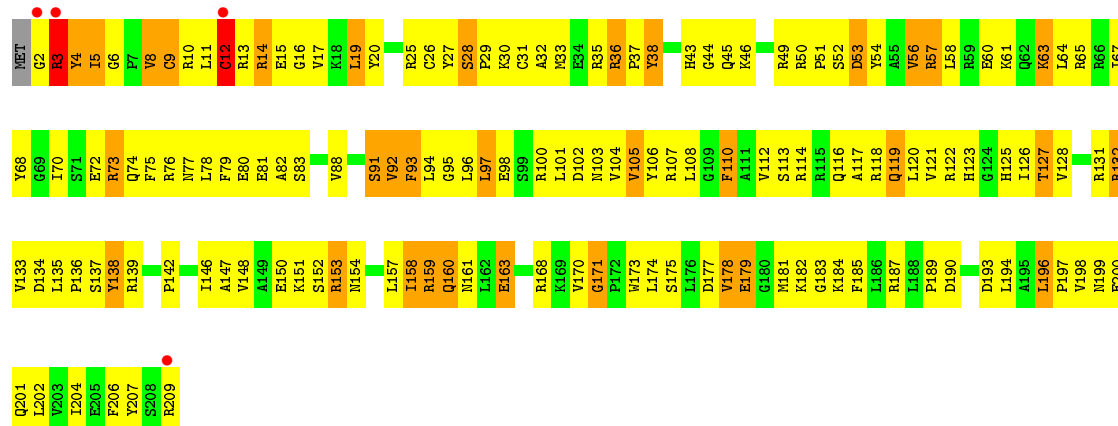 MET G2 R3 Y4 I5 G6 P7 V8 C9 R10 L11 C12 R13 R14 E15 G16 V17 K18 L19 Y20 R25 C26 Y27 S28 P29 K30 C31 A32 M33 E34 R35 R36 P37 Y38 H43 G44 Q45 K46 R49 R50 P51 S52 D53 Y54 A55 V56 R57 L58 R59 E60 K61 Q62 K63 L64 R65 R66 I67
Y68 G69 I70 S71 E72 R73 Q74 F75 R76 N77 L78 F79 E80 E81 A82 S83 V88 S91 V92 F93 L94 G95 L96 L97 E98 S99 R100 L101 D102 N103 V104 V105 Y106 R107 L108 G109 F110 A111 V112 S113 R114 R115 Q116 A117 R118 Q119 L120 V121 R122 H123 G124 H125 I126 T127 V128 R131 R132
V133 D134 L135 P136 S137 Y138 R139 P142 I146 A147 V148 A149 E150 K151 S152 R153 N154 L157 I158 R159 Q160 N161 L162 E163 R168 K169 V170 G171 P172 W173 L174 S175 L176 D177 V178 E179 G180 M181 K182 G183 K184 F185 L186 R187 L188 P189 D190 D193 L194 A195 L196 P197 V198 N199 E200
Q201 L202 V203 I204 E205 F206 Y207 S208 R209